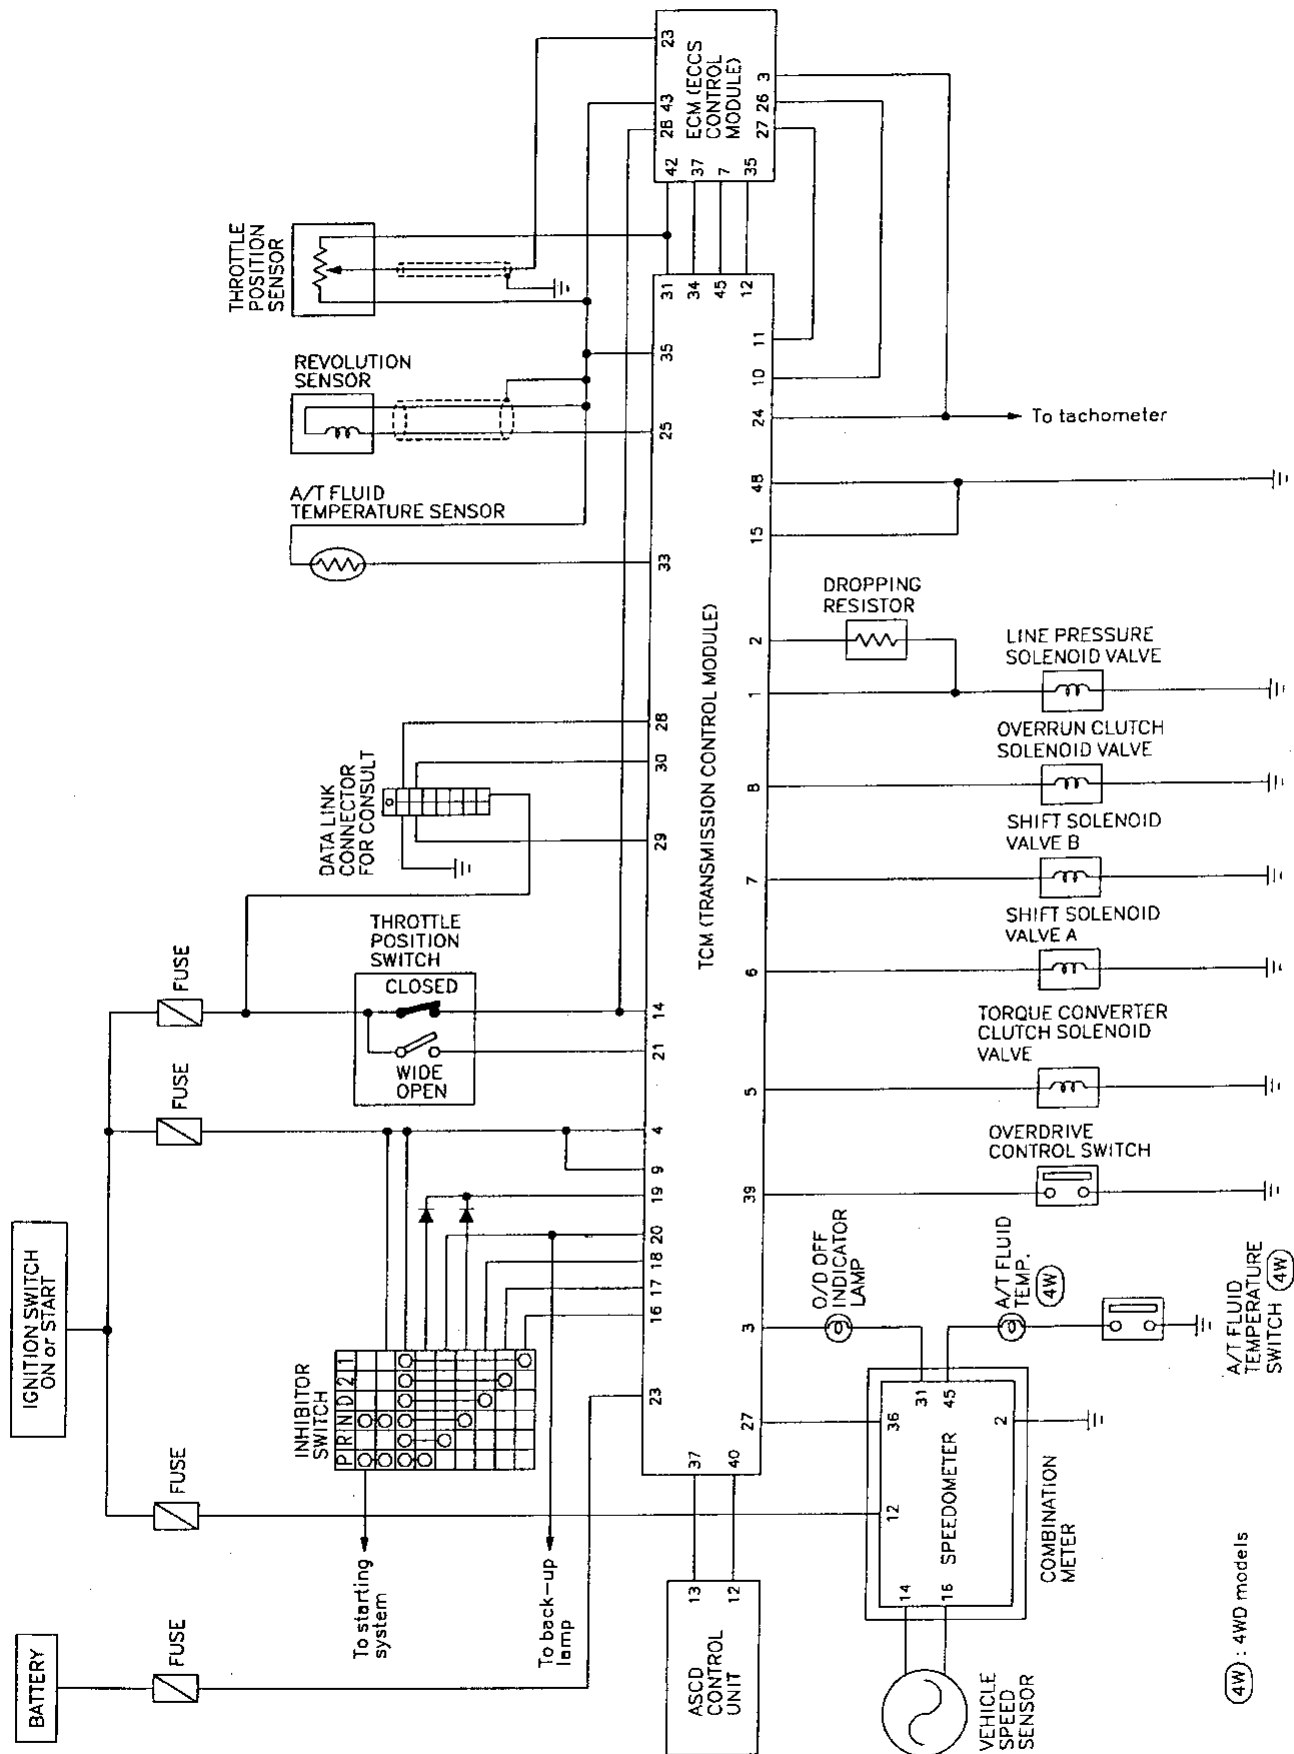 23
43
28
ECM (ECCS
CONTROL
MODULE)
3
26
27
42
37
7
35
THROTTLE
POSITION
SENSOR
31
34
45
12
35
11
10
REVOLUTION
SENSOR
24
To tachometer
25
A/T FLUID
TEMPERATURE SENSOR
48
15
33
DROPPING
RESISTOR
TCM (TRANSMISSION CONTROL MODULE)
2
LINE PRESSURE
SOLENOID VALVE
1
28
OVERRUN CLUTCH
SOLENOID VALVE
30
DATA LINK
CONNECTOR
FOR CONSULT
8
SHIFT SOLENOID
VALVE B
29
7
THROTTLE
POSITION
SWITCH
SHIFT SOLENOID
VALVE A
FUSE
CLOSED
6
14
TORQUE CONVERTER
CLUTCH SOLENOID
VALVE
21
WIDE
OPEN
FUSE
5
4
OVERDRIVE
CONTROL SWITCH
9
19
39
20
IGNITION SWITCH
ON or START
18
17
O/D OFF
INDICATOR
LAMP
A/T FLUID
TEMP.
4W
A/T FLUID
TEMPERATURE
SWITCH 4W
16
3
INHIBITOR
SWITCH
P R N D 2 1
23
31
45
27
36
2
37
40
FUSE
12
SPEEDOMETER
COMBINATION
METER
To starting
system
To back-up
lamp
13
12
14
16
BATTERY
FUSE
ASCD
CONTROL
UNIT
VEHICLE
SPEED
SENSOR
4W : 4WD models